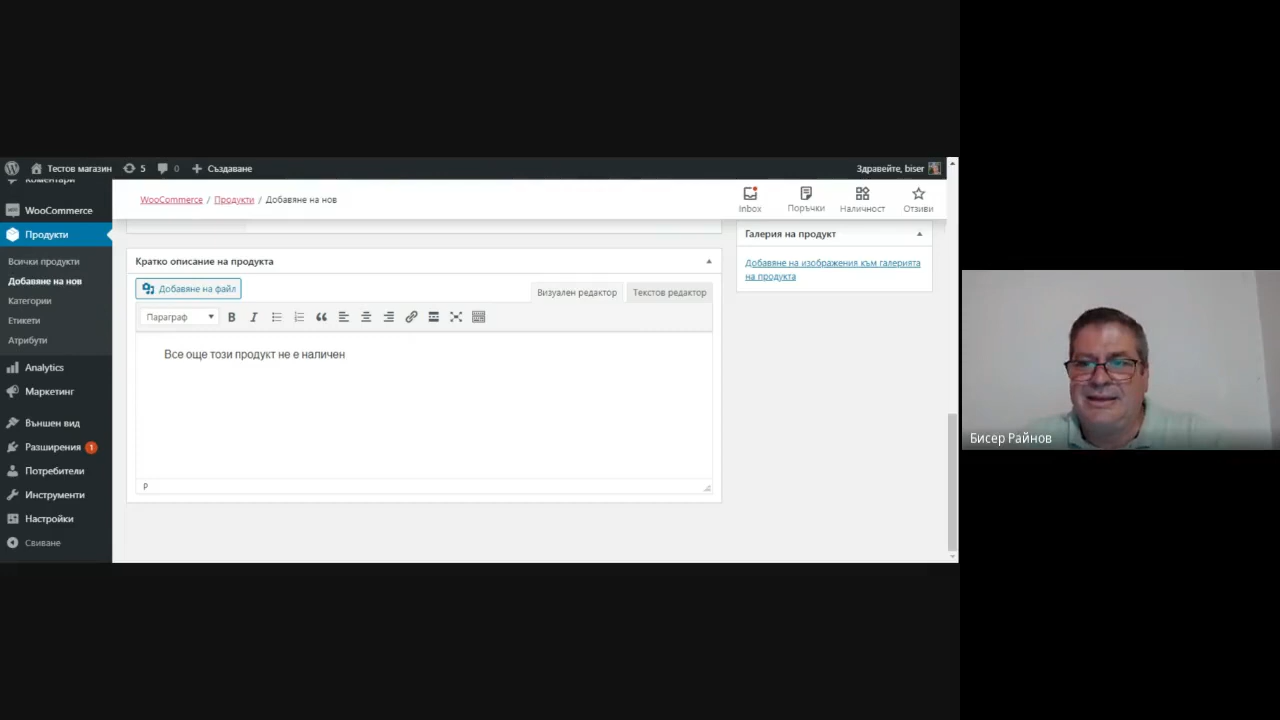 Тестов магазин 5 0 Създаване Здравейте, biser
Коментари
WooCommerce
Продукти
Всички продукти
Добавяне на нов
Категории
Етикети
Атрибути
Analytics
Маркетинг
Външен вид
Разширения 1
Потребители
Инструменти
Настройки
Свиване
WooCommerce / Продукти / Добавяне на нов
Inbox Поръчки Наличност Отзиви
Кратко описание на продукта
Добавяне на файл
Визуален редактор Текстов редактор
Параграф B I
Все още този продукт не е наличен
P
Галерия на продукт
Добавяне на изображения към галерията
на продукта
Бисер Райнов